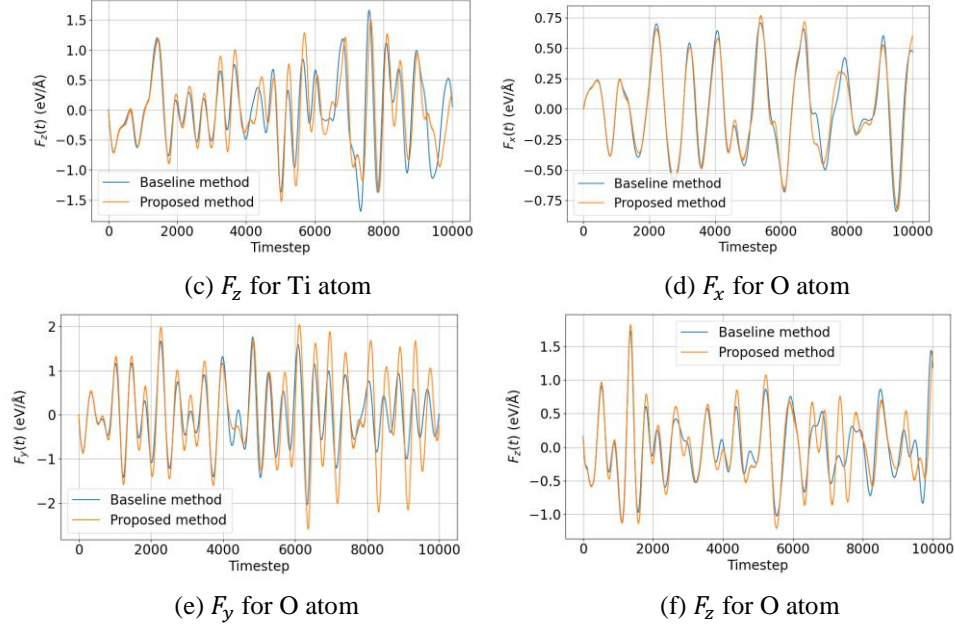 1.5
1.0
0.5
0.0
−0.5
−1.0
−1.5
F_z(t) (eV/Å)
Baseline method
Proposed method
0 2000 4000 6000 8000 10000
Timestep
(c) F_z for Ti atom
0.75
0.50
0.25
0.00
−0.25
−0.50
−0.75
F_x(t) (eV/Å)
Baseline method
Proposed method
0 2000 4000 6000 8000 10000
Timestep
(d) F_x for O atom
2
1
0
−1
−2
F_y(t) (eV/Å)
Baseline method
Proposed method
0 2000 4000 6000 8000 10000
Timestep
(e) F_y for O atom
1.5
1.0
0.5
0.0
−0.5
−1.0
F_z(t) (eV/Å)
Baseline method
Proposed method
0 2000 4000 6000 8000 10000
Timestep
(f) F_z for O atom